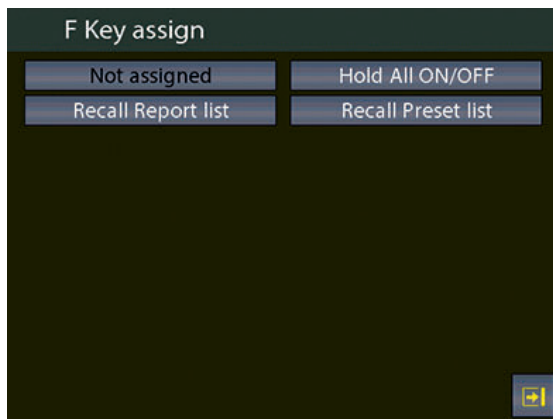 F Key assign
Not assigned
Hold All ON/OFF
Recall Report list
Recall Preset list